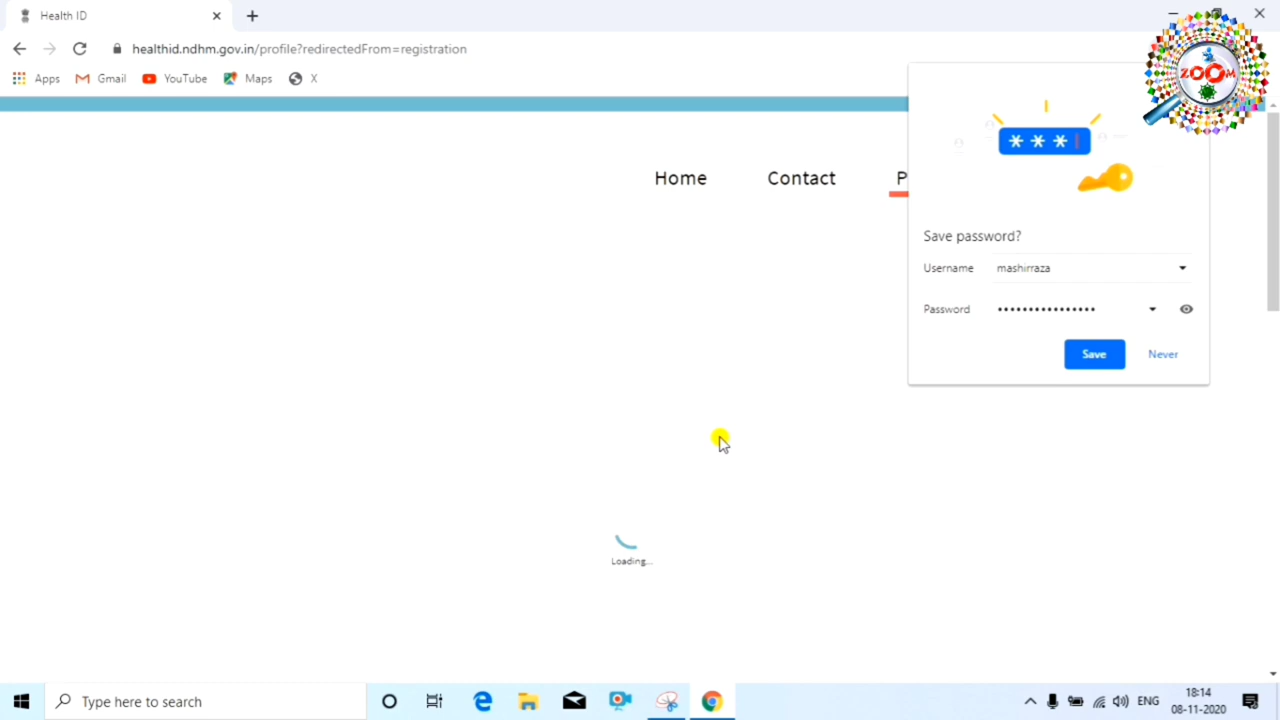 Health ID
healthid.ndhm.gov.in/profile?redirectedFrom=registration
Apps Gmail YouTube Maps X
ZOOM
* * *
Home Contact P
Save password?
Username mashirraza
Password ••••••••••••••••
Save Never
Loading...
Type here to search
ENG
18:14
08-11-2020